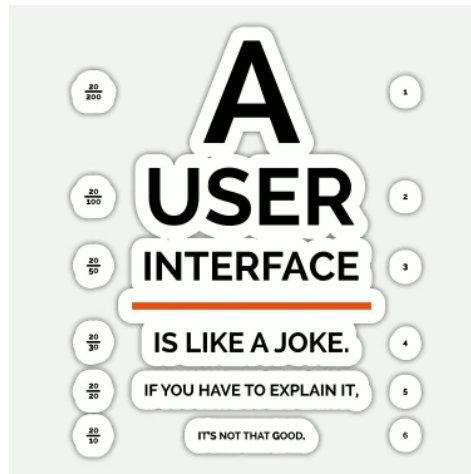 20/200 A 1
20/100 USER 2
20/50 INTERFACE 3
20/30 IS LIKE A JOKE. 4
20/20 IF YOU HAVE TO EXPLAIN IT, 5
20/10 IT'S NOT THAT GOOD. 6